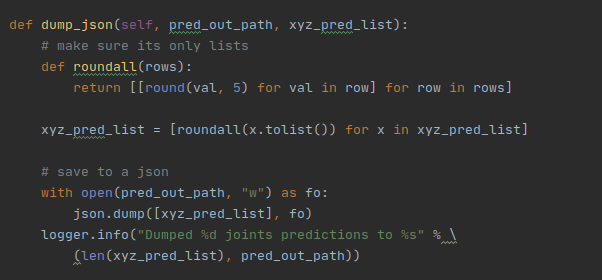 def dump_json(self, pred_out_path, xyz_pred_list):
    # make sure its only lists
    def roundall(rows):
        return [[round(val, 5) for val in row] for row in rows]

    xyz_pred_list = [roundall(x.tolist()) for x in xyz_pred_list]

    # save to a json
    with open(pred_out_path, "w") as fo:
        json.dump([xyz_pred_list], fo)
    logger.info("Dumped %d joints predictions to %s" % \
        (len(xyz_pred_list), pred_out_path))